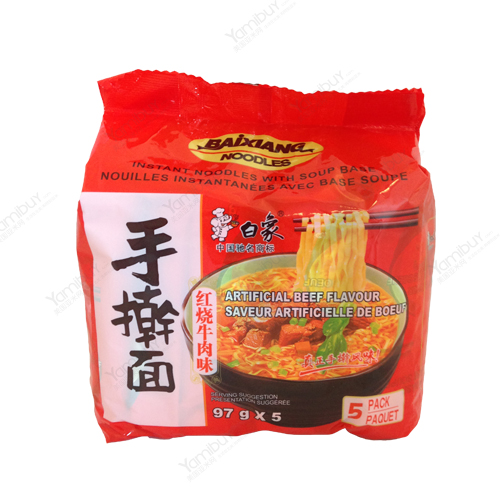 BAIXIANG
NOODLES
INSTANT NOODLES WITH SOUP BASE
NOUILLES INSTANTANÉES AVEC BASE SOUPE
白象
中国驰名商标
手擀面
红烧牛肉味
ARTIFICIAL BEEF FLAVOUR
SAVEUR ARTIFICIELLE DE BOEUF
SERVING SUGGESTION
PRESENTATION SUGGÉRÉE
97 g X 5
5 PACK
PAQUET
Yamibuy